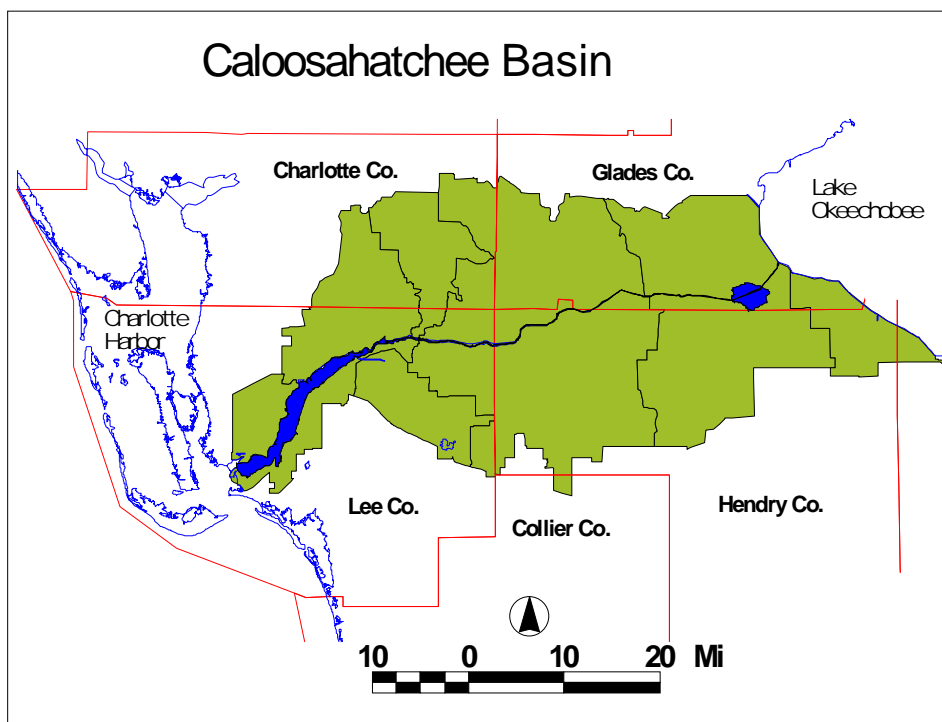 Caloosahatchee Basin
Charlotte Co.
Glades Co.
Lake
Okeechobee
Charlotte
Harbor
Lee Co.
Collier Co.
Hendry Co.
10 0 10 20 Mi